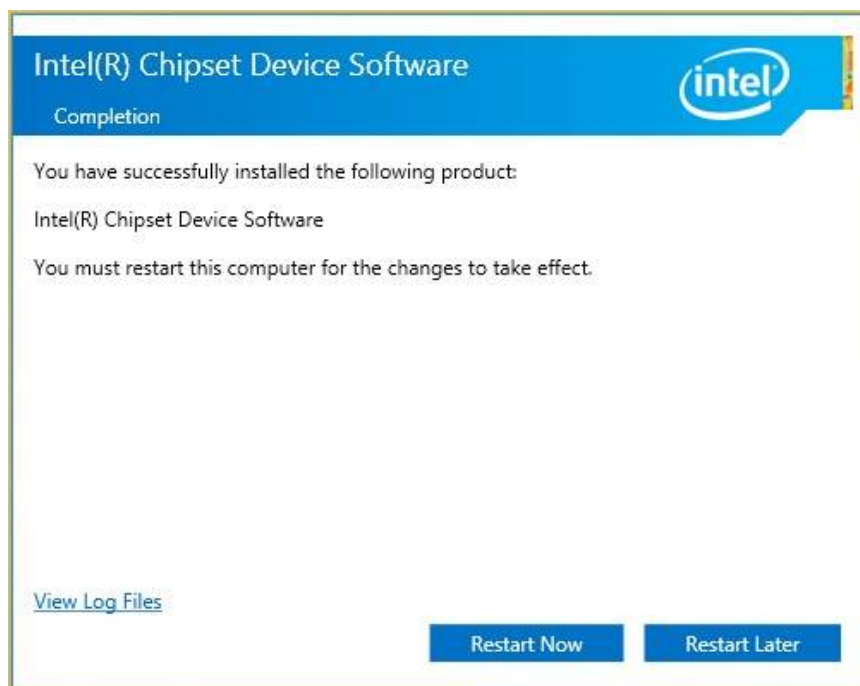 Intel(R) Chipset Device Software
intel
Completion
You have successfully installed the following product:
Intel(R) Chipset Device Software
You must restart this computer for the changes to take effect.
View Log Files
Restart Now
Restart Later